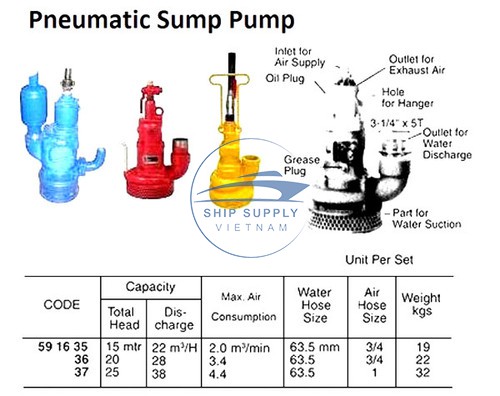 Pneumatic Sump Pump
Inlet for
Air Supply
Oil Plug
Outlet for
Exhaust Air
Hole
for Hanger
3-1/4" x 5T
Outlet for
Water
Discharge
Grease
Plug
Part for
Water Suction
SHIP SUPPLY
VIETNAM
Unit Per Set
CODE Capacity Max. Air Consumption Water Hose Size Air Hose Size Weight kgs
Total Head Dis-charge
59 16 35 15 mtr 22 m³/H 2.0 m³/min 63.5 mm 3/4 19
36 20 28 3.4 63.5 3/4 22
37 25 38 4.4 63.5 1 32